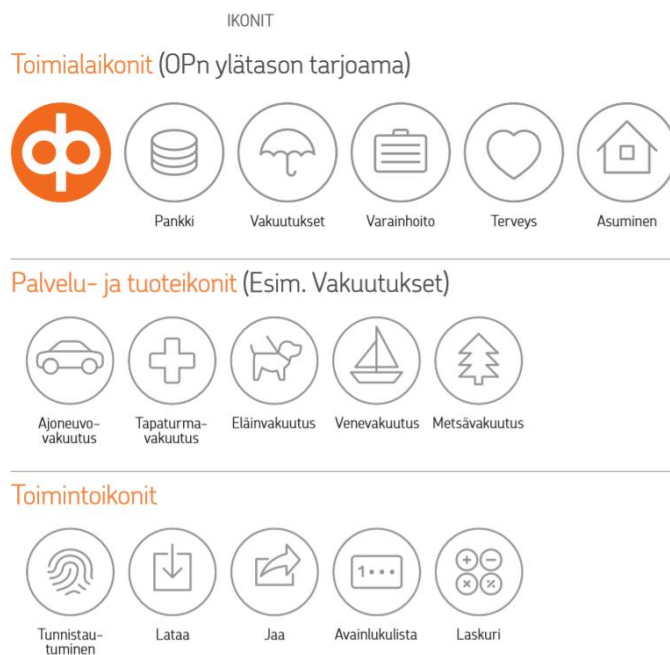 IKONIT
Toimialaikonit (OPn ylätason tarjoama)
Pankki
Vakuutukset
Varainhoito
Terveys
Asuminen
Palvelu- ja tuoteikonit (Esim. Vakuutukset)
Ajoneuvo-
vakuutus
Tapaturma-
vakuutus
Eläinvakuutus
Venevakuutus
Metsävakuutus
Toimintoikonit
1•••
Tunnistau-
tuminen
Lataa
Jaa
Avainlukulista
Laskuri